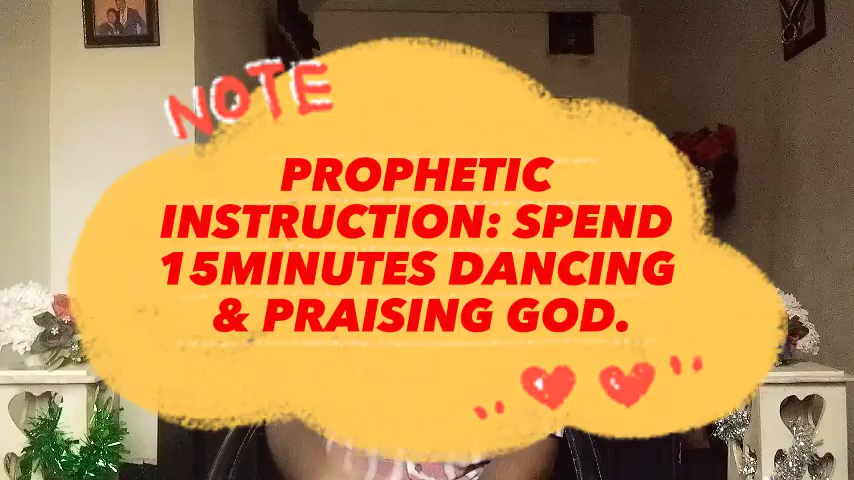 NOTE
PROPHETIC
INSTRUCTION: SPEND
15MINUTES DANCING
& PRAISING GOD.